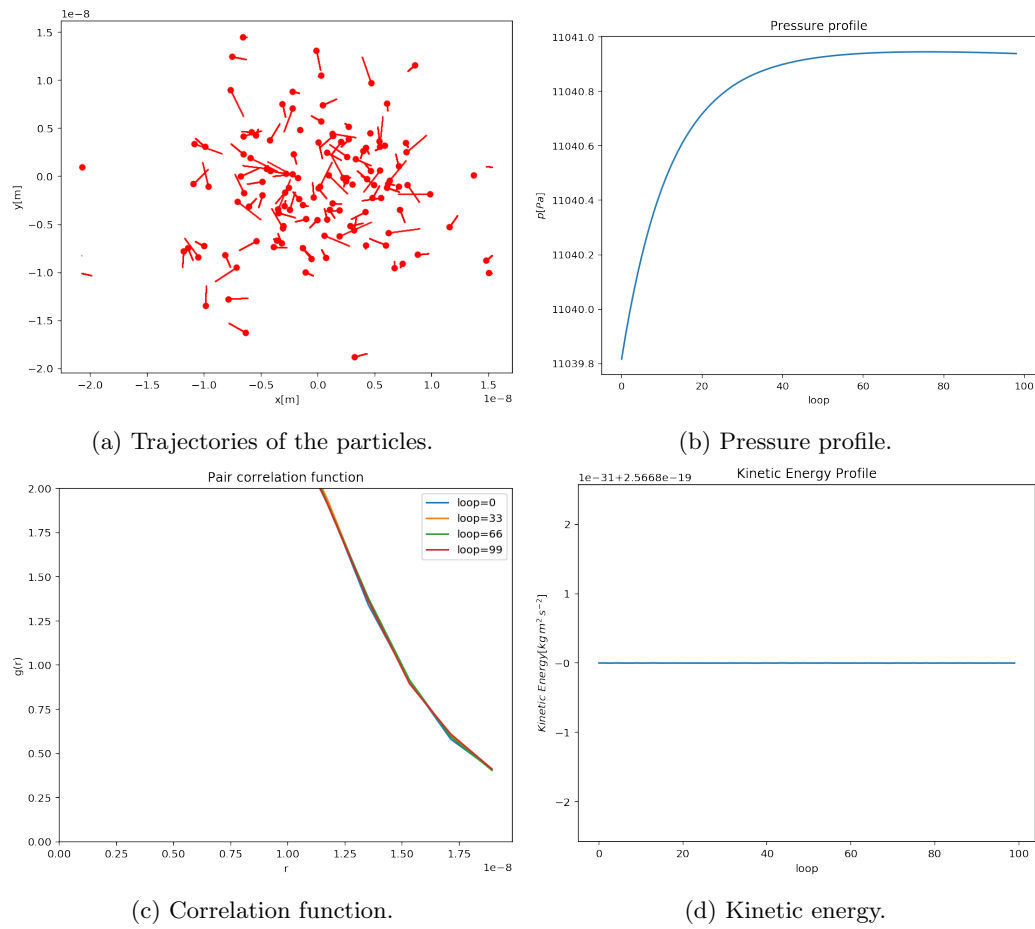 1e−8
1.5
1.0
0.5
0.0
−0.5
−1.0
−1.5
−2.0
y[m]
−2.0 −1.5 −1.0 −0.5 0.0 0.5 1.0 1.5
x[m]
1e−8
(a) Trajectories of the particles.
Pressure profile
11041.0
11040.8
11040.6
11040.4
11040.2
11040.0
11039.8
p[Pa]
0 20 40 60 80 100
loop
(b) Pressure profile.
Pair correlation function
2.00
1.75
1.50
1.25
1.00
0.75
0.50
0.25
0.00
g(r)
loop=0
loop=33
loop=66
loop=99
0.00 0.25 0.50 0.75 1.00 1.25 1.50 1.75
r
1e−8
(c) Correlation function.
Kinetic Energy Profile
1e−31+2.5668e−19
2
1
−0
−1
−2
Kinetic Energy[kg m² s⁻²]
0 20 40 60 80 100
loop
(d) Kinetic energy.